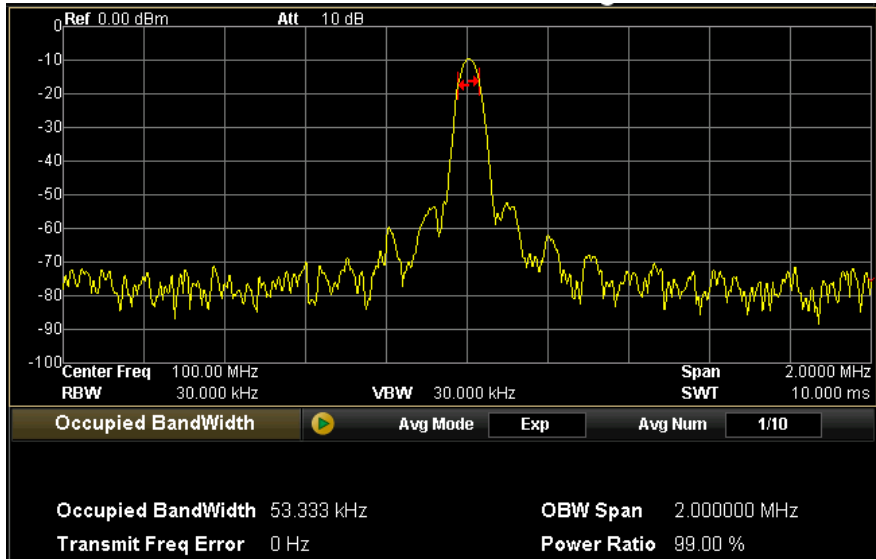 Ref 0.00 dBm Att 10 dB
0
-10
-20
-30
-40
-50
-60
-70
-80
-90
-100
Center Freq 100.00 MHz Span 2.0000 MHz
RBW 30.000 kHz VBW 30.000 kHz SWT 10.000 ms
Occupied BandWidth Avg Mode Exp Avg Num 1/10
Occupied BandWidth 53.333 kHz OBW Span 2.000000 MHz
Transmit Freq Error 0 Hz Power Ratio 99.00 %